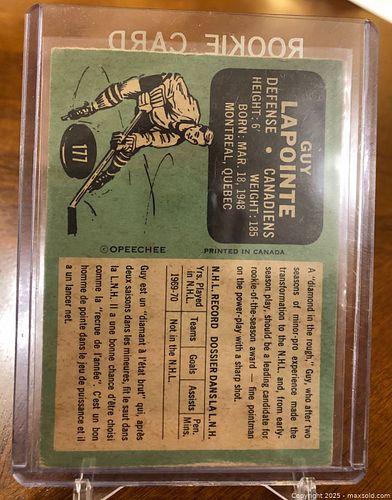 ROOKIE CARD
GUY
LAPOINTE
DEFENSE • CANADIENS
HEIGHT: 6' WEIGHT: 185
BORN: MAR. 18, 1948
MONTREAL, QUEBEC
177
© OPEECHEE PRINTED IN CANADA
A "diamond in the rough," Guy, who after two
seasons of minor-pro experience made the
transformation to the N.H.L. and, from early-
season play, should be a leading candidate for
rookie-of-the-season award — fine pointman
on the power-play with a sharp shot.
N.H.L. RECORD DOSSIER DANS LA L.N.H.
Yrs. Played in N.H.L. Teams Goals Assists Pen. Mins.
1969-70 Not in the N.H.L.
Guy est un "diamant à l'état brut" qui, après
deux saisons dans les mineures, fit le saut dans
la L.N.H. Il a une bonne chance d'être choisi
comme la "recrue de l'année". C'est un bon
homme de pointe dans le jeu de puissance et il
a un lancer net.
© 2025 - maxsold.com